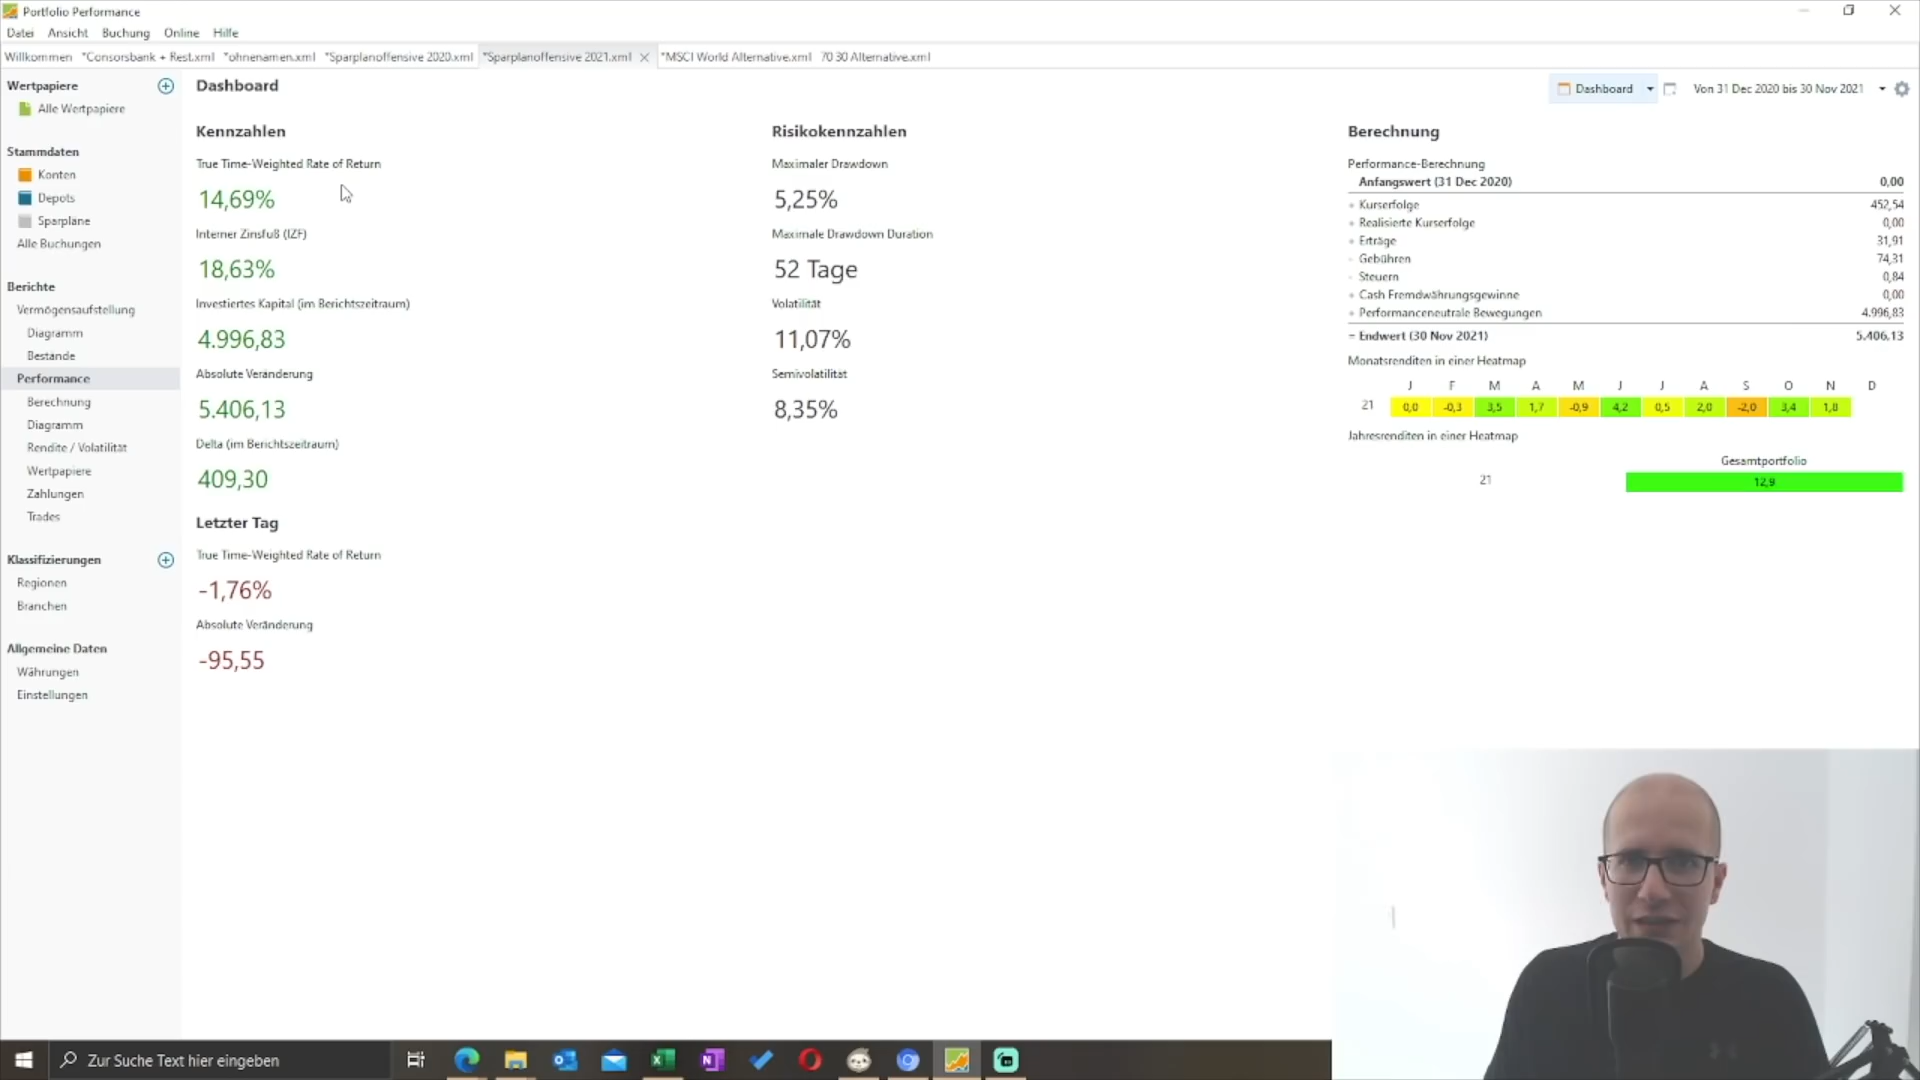 Portfolio Performance
Datei Ansicht Buchung Online Hilfe
Willkommen *Consorsbank + Rest.xml *ohnenamen.xml *Sparplanoffensive 2020.xml *Sparplanoffensive 2021.xml *MSCI World Alternative.xml 70 30 Alternative.xml
Wertpapiere
Alle Wertpapiere
Stammdaten
Konten
Depots
Sparpläne
Alle Buchungen
Berichte
Vermögensaufstellung
Diagramm
Bestände
Performance
Berechnung
Diagramm
Rendite / Volatilität
Wertpapiere
Zahlungen
Trades
Klassifizierungen
Regionen
Branchen
Allgemeine Daten
Währungen
Einstellungen
Dashboard
Dashboard
Von 31 Dec 2020 bis 30 Nov 2021
Kennzahlen
True Time-Weighted Rate of Return
14,69%
Interner Zinsfuß (IZF)
18,63%
Investiertes Kapital (im Berichtszeitraum)
4.996,83
Absolute Veränderung
5.406,13
Delta (im Berichtszeitraum)
409,30
Letzter Tag
True Time-Weighted Rate of Return
-1,76%
Absolute Veränderung
-95,55
Risikokennzahlen
Maximaler Drawdown
5,25%
Maximale Drawdown Duration
52 Tage
Volatilität
11,07%
Semivolatilität
8,35%
Berechnung
Performance-Berechnung
Anfangswert (31 Dec 2020) 0,00
+ Kurserfolge 452,54
+ Realisierte Kurserfolge 0,00
+ Erträge 31,91
- Gebühren 74,31
- Steuern 0,84
+ Cash Fremdwährungsgewinne 0,00
+ Performanceneutrale Bewegungen 4.996,83
= Endwert (30 Nov 2021) 5.406,13
Monatsrenditen in einer Heatmap
J F M A M J J A S O N D
21 0,0 -0,3 3,5 1,7 -0,9 4,2 0,5 2,0 -2,0 3,4 1,8
Jahresrenditen in einer Heatmap
Gesamtportfolio
21 12,9
Zur Suche Text hier eingeben